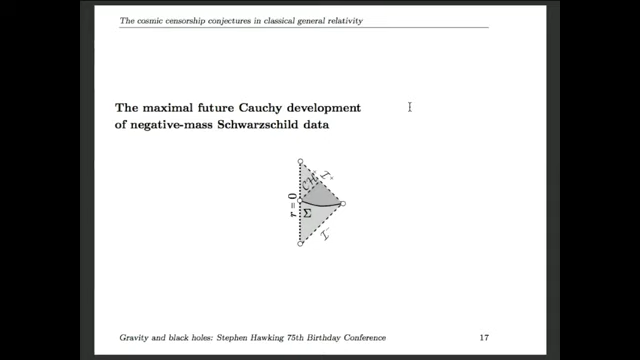 The cosmic censorship conjectures in classical general relativity
The maximal future Cauchy development
of negative-mass Schwarzschild data
CH⁺
I⁺
r = 0
Σ
I⁻
Gravity and black holes: Stephen Hawking 75th Birthday Conference
17